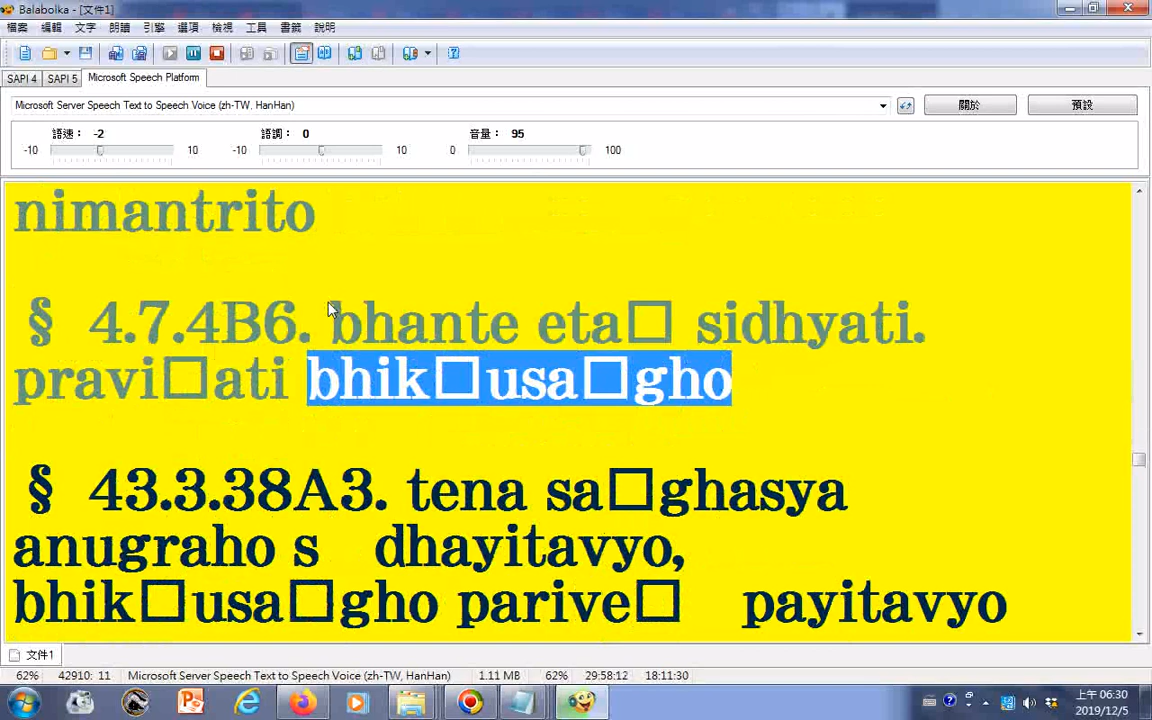 Balabolka - [文件1]
檔案 編輯 文字 朗讀 引擎 選項 檢視 工具 書籤 說明
SAPI 4 SAPI 5 Microsoft Speech Platform
Microsoft Server Speech Text to Speech Voice (zh-TW, HanHan) 關於 預設
語速： -2 語調： 0 音量： 95
-10 10 -10 10 0 100
nimantrito
§ 4.7.4B6. bhante eta□ sidhyati.
pravi□ati bhik□usa□gho
§ 43.3.38A3. tena sa□ghasya
anugraho s dhayitavyo,
bhik□usa□gho parive□ payitavyo
文件1
62% 42910: 11 Microsoft Server Speech Text to Speech Voice (zh-TW, HanHan) 1.11 MB 62% 29:58:12 18:11:30
上午 06:30
2019/12/5